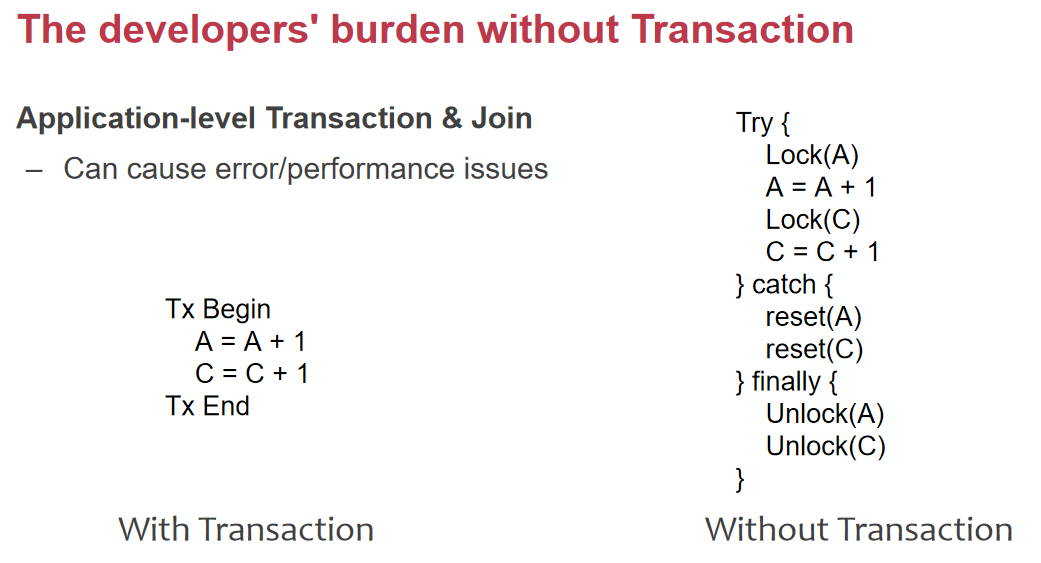 The developers' burden without Transaction
Application-level Transaction & Join
– Can cause error/performance issues
Tx Begin
A = A + 1
C = C + 1
Tx End
With Transaction
Try {
Lock(A)
A = A + 1
Lock(C)
C = C + 1
} catch {
reset(A)
reset(C)
} finally {
Unlock(A)
Unlock(C)
}
Without Transaction